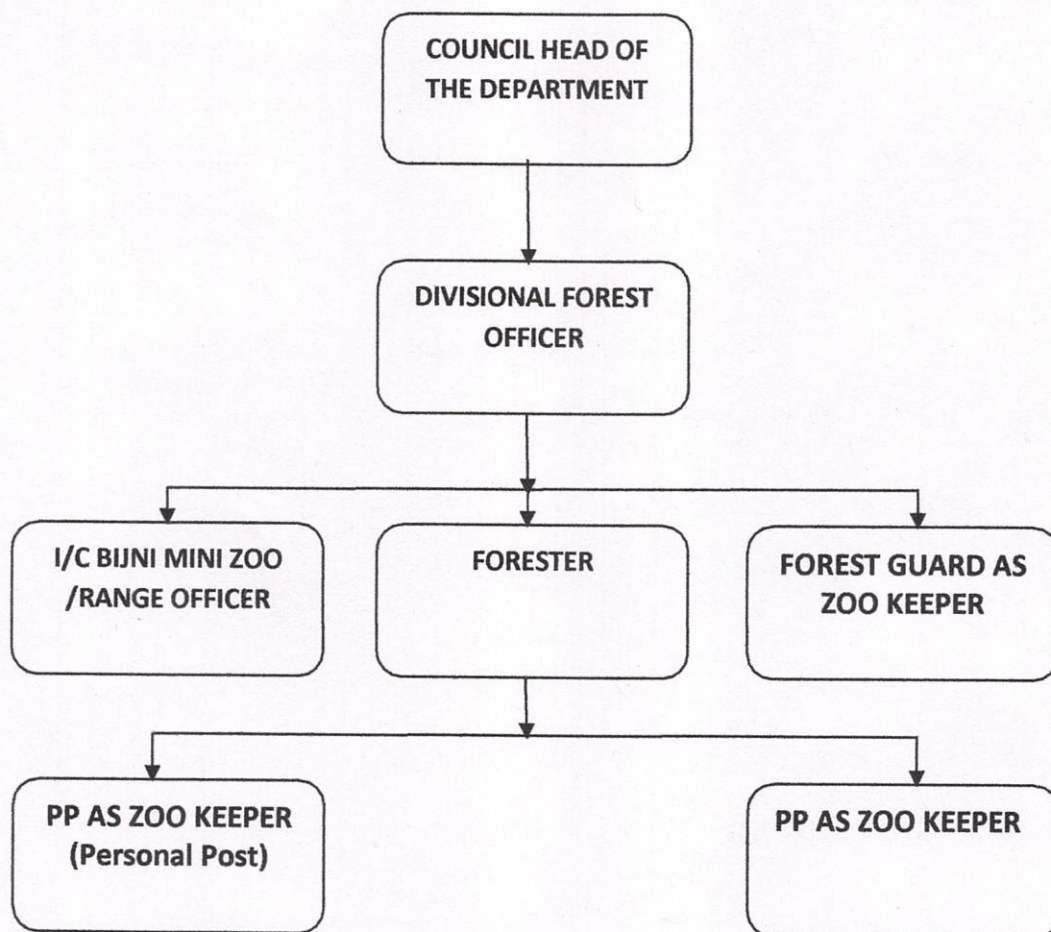 COUNCIL HEAD OF
THE DEPARTMENT
DIVISIONAL FOREST
OFFICER
I/C BIJNI MINI ZOO
/RANGE OFFICER
FORESTER
FOREST GUARD AS
ZOO KEEPER
PP AS ZOO KEEPER
(Personal Post)
PP AS ZOO KEEPER